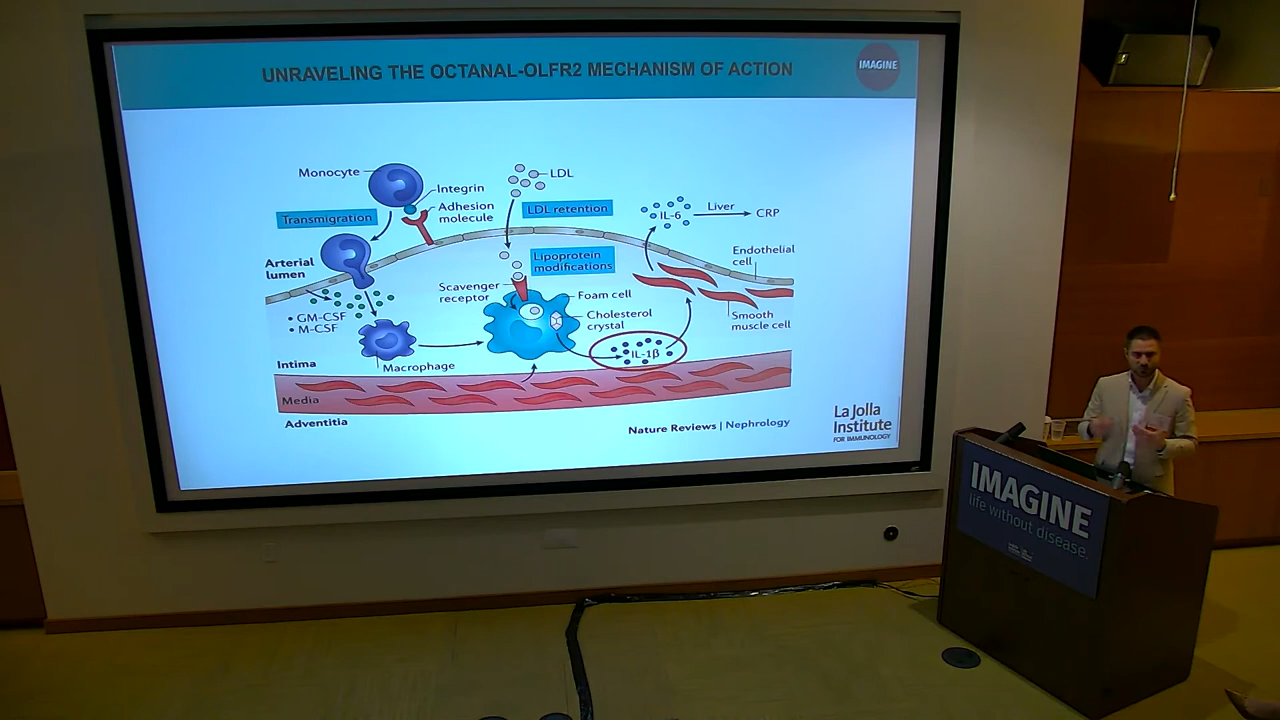 UNRAVELING THE OCTANAL-OLFR2 MECHANISM OF ACTION
IMAGINE
Monocyte
Integrin
Adhesion
molecule
Transmigration
LDL
LDL retention
IL-6
Liver
CRP
Arterial
lumen
Lipoprotein
modifications
Endothelial
cell
Scavenger
receptor
Foam cell
Cholesterol
crystal
Smooth
muscle cell
• GM-CSF
• M-CSF
IL-1β
Intima
Macrophage
Media
Adventitia
Nature Reviews | Nephrology
La Jolla
Institute
FOR IMMUNOLOGY
IMAGINE
life without disease.